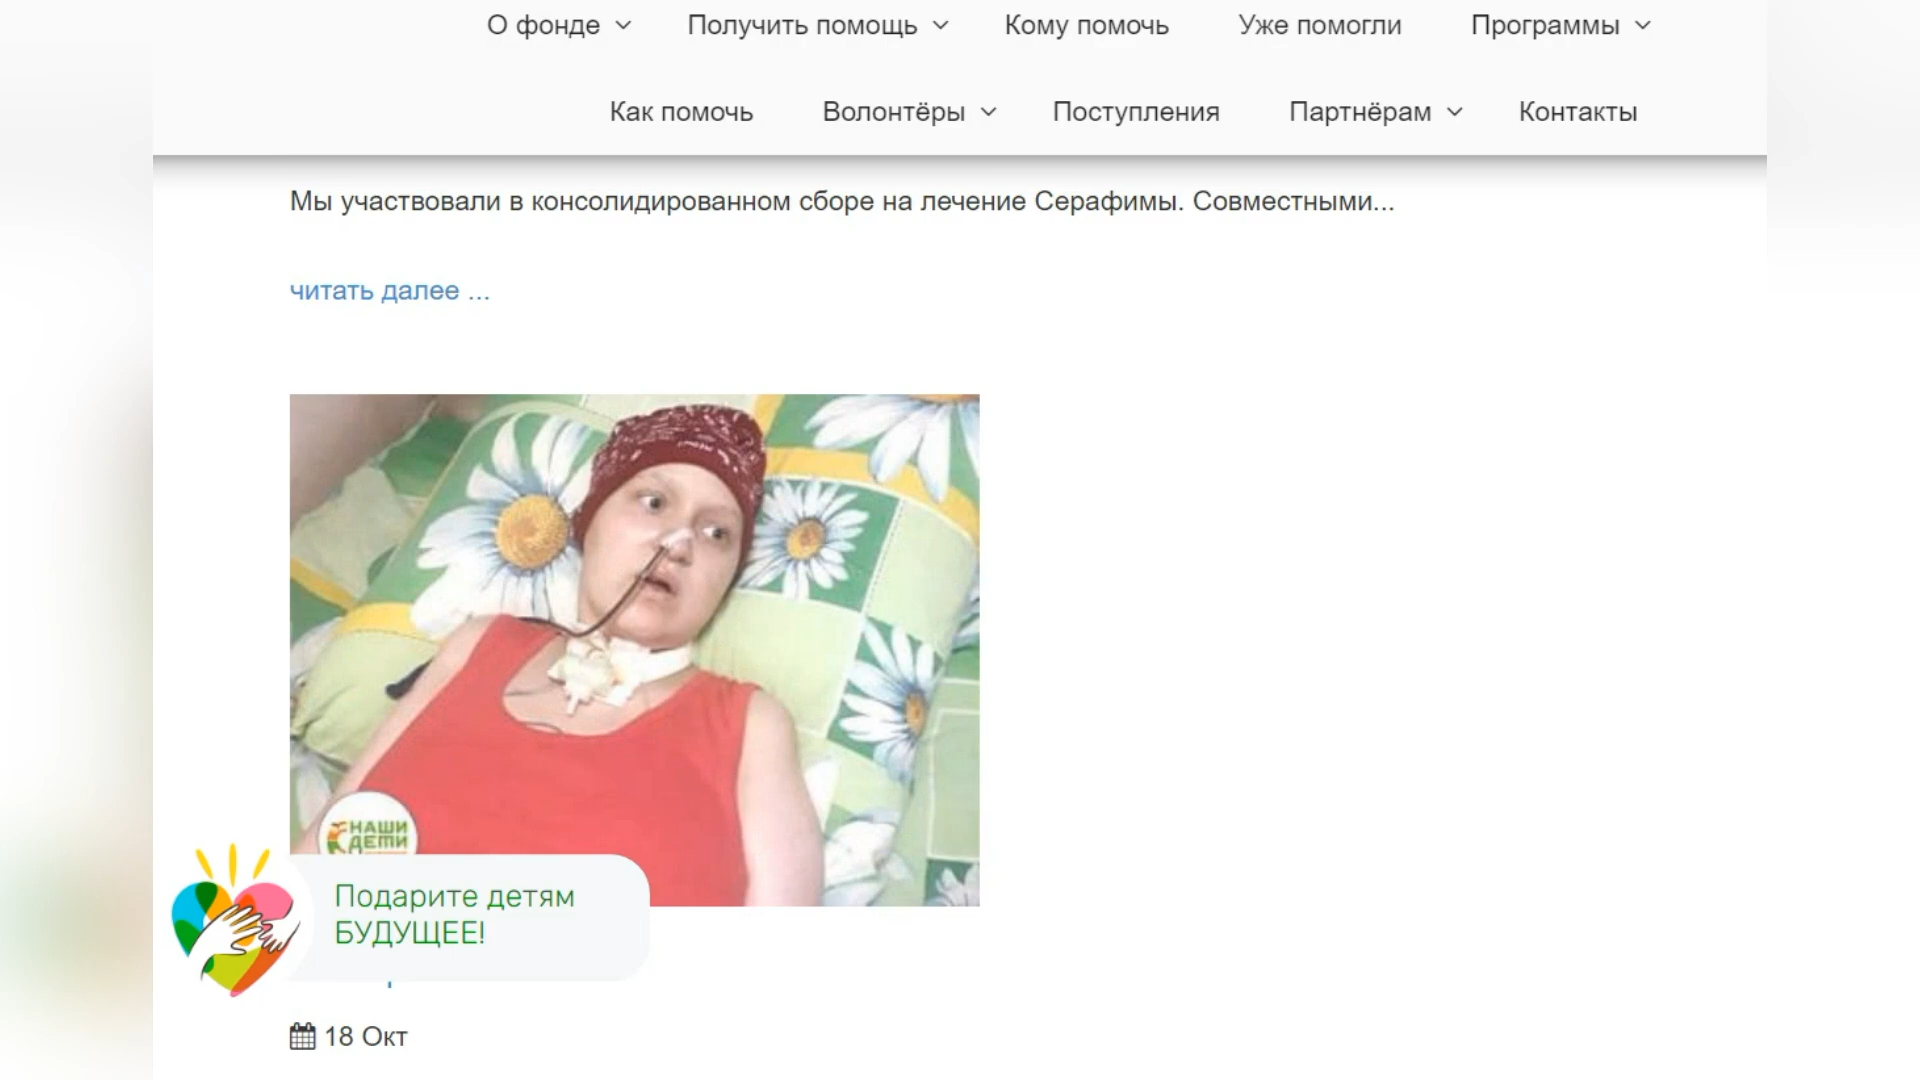 О фонде Получить помощь Кому помочь Уже помогли Программы
Как помочь Волонтёры Поступления Партнёрам Контакты
Мы участвовали в консолидированном сборе на лечение Серафимы. Совместными...
читать далее ...
НАШИ
ДЕТИ
Подарите детям
БУДУЩЕЕ!
18 Окт